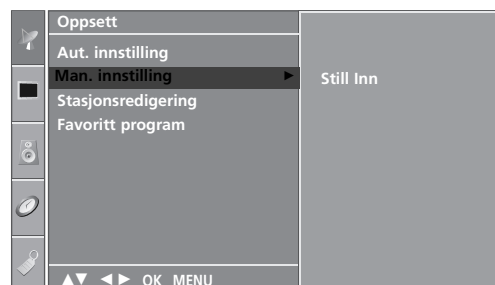 Oppsett
Aut. innstilling
Man. innstilling ►
Still Inn
Stasjonsredigering
Favoritt program
▲▼ ◄► OK MENU